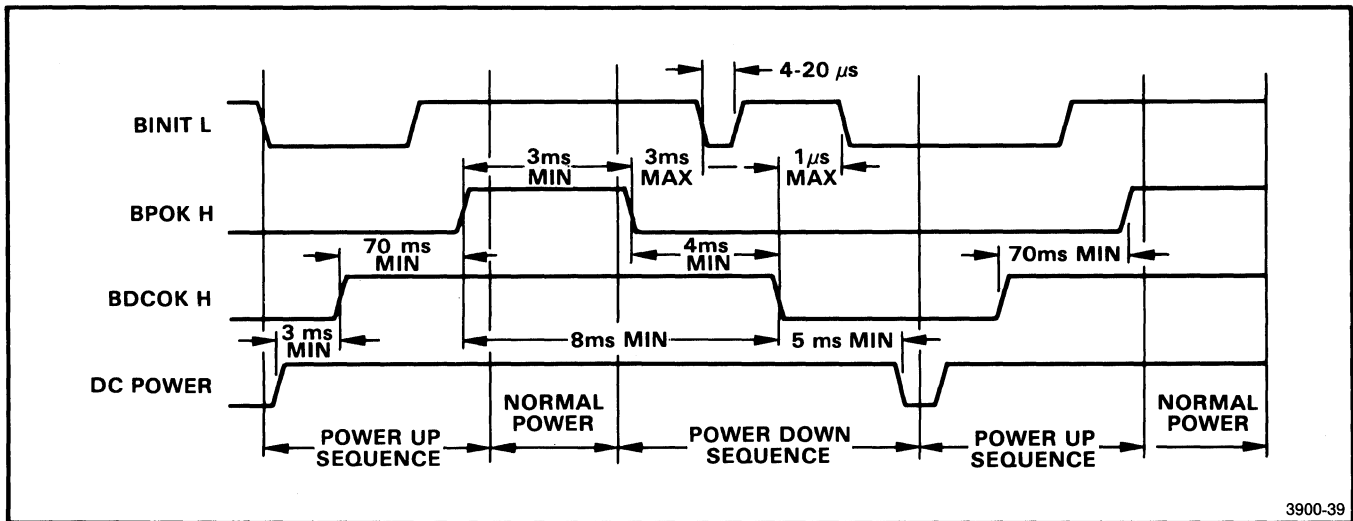 4-20 μs
BINIT L
3ms
MIN
3ms
MAX
1μs
MAX
BPOK H
70 ms
MIN
4ms
MIN
70ms MIN
BDCOK H
3 ms
MIN
8ms MIN
5 ms MIN
DC POWER
POWER UP
SEQUENCE
NORMAL
POWER
POWER DOWN
SEQUENCE
POWER UP
SEQUENCE
NORMAL
POWER
3900-39